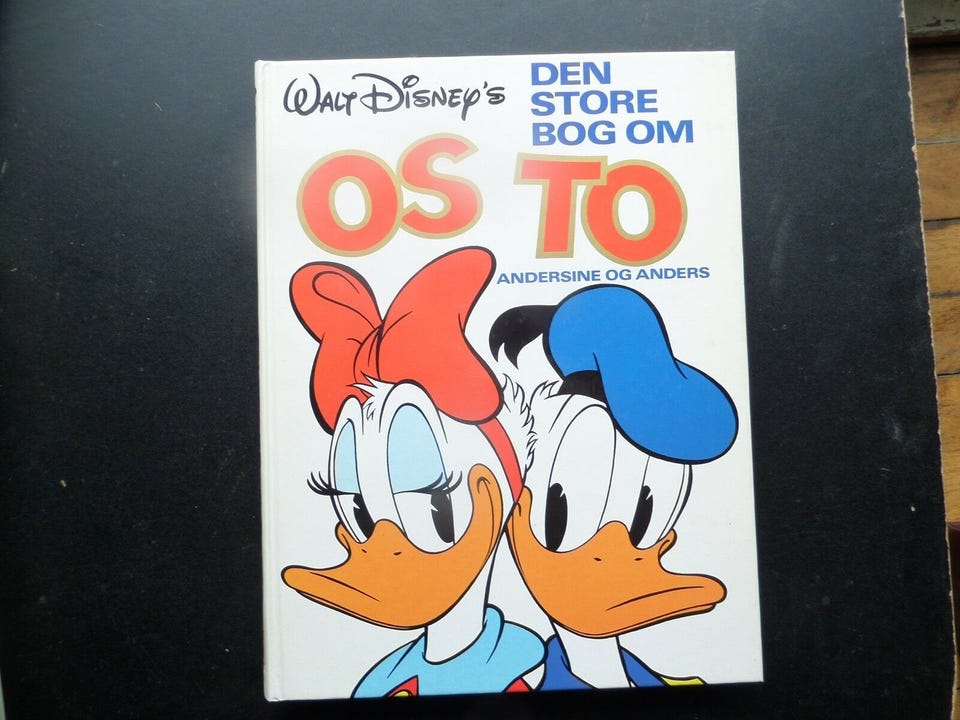 WALT DISNEY'S
DEN
STORE
BOG OM
OS TO
ANDERSINE OG ANDERS